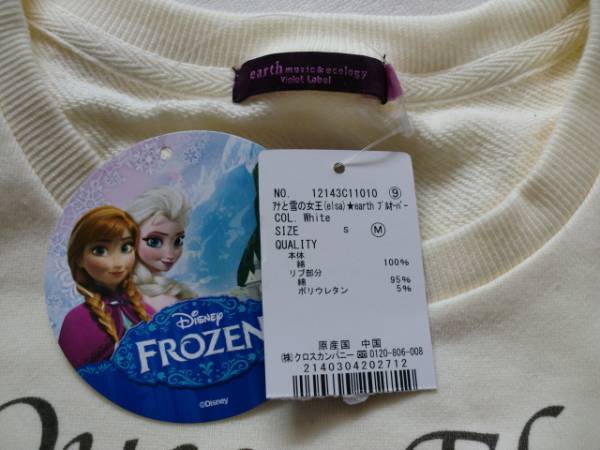 earth music & ecology
Violet Label
Disney
FROZEN
©Disney
NO. 12143C11010 ⑨
ｱﾅと雪の女王(elsa)★earth ﾌﾟﾙｵｰﾊﾞｰ
COL. White
SIZE S Ⓜ
QUALITY
本体
綿 100%
リブ部分
綿 95%
ポリウレタン 5%
原産国 中国
(株)クロスカンパニー 0120-806-008
2140304202712